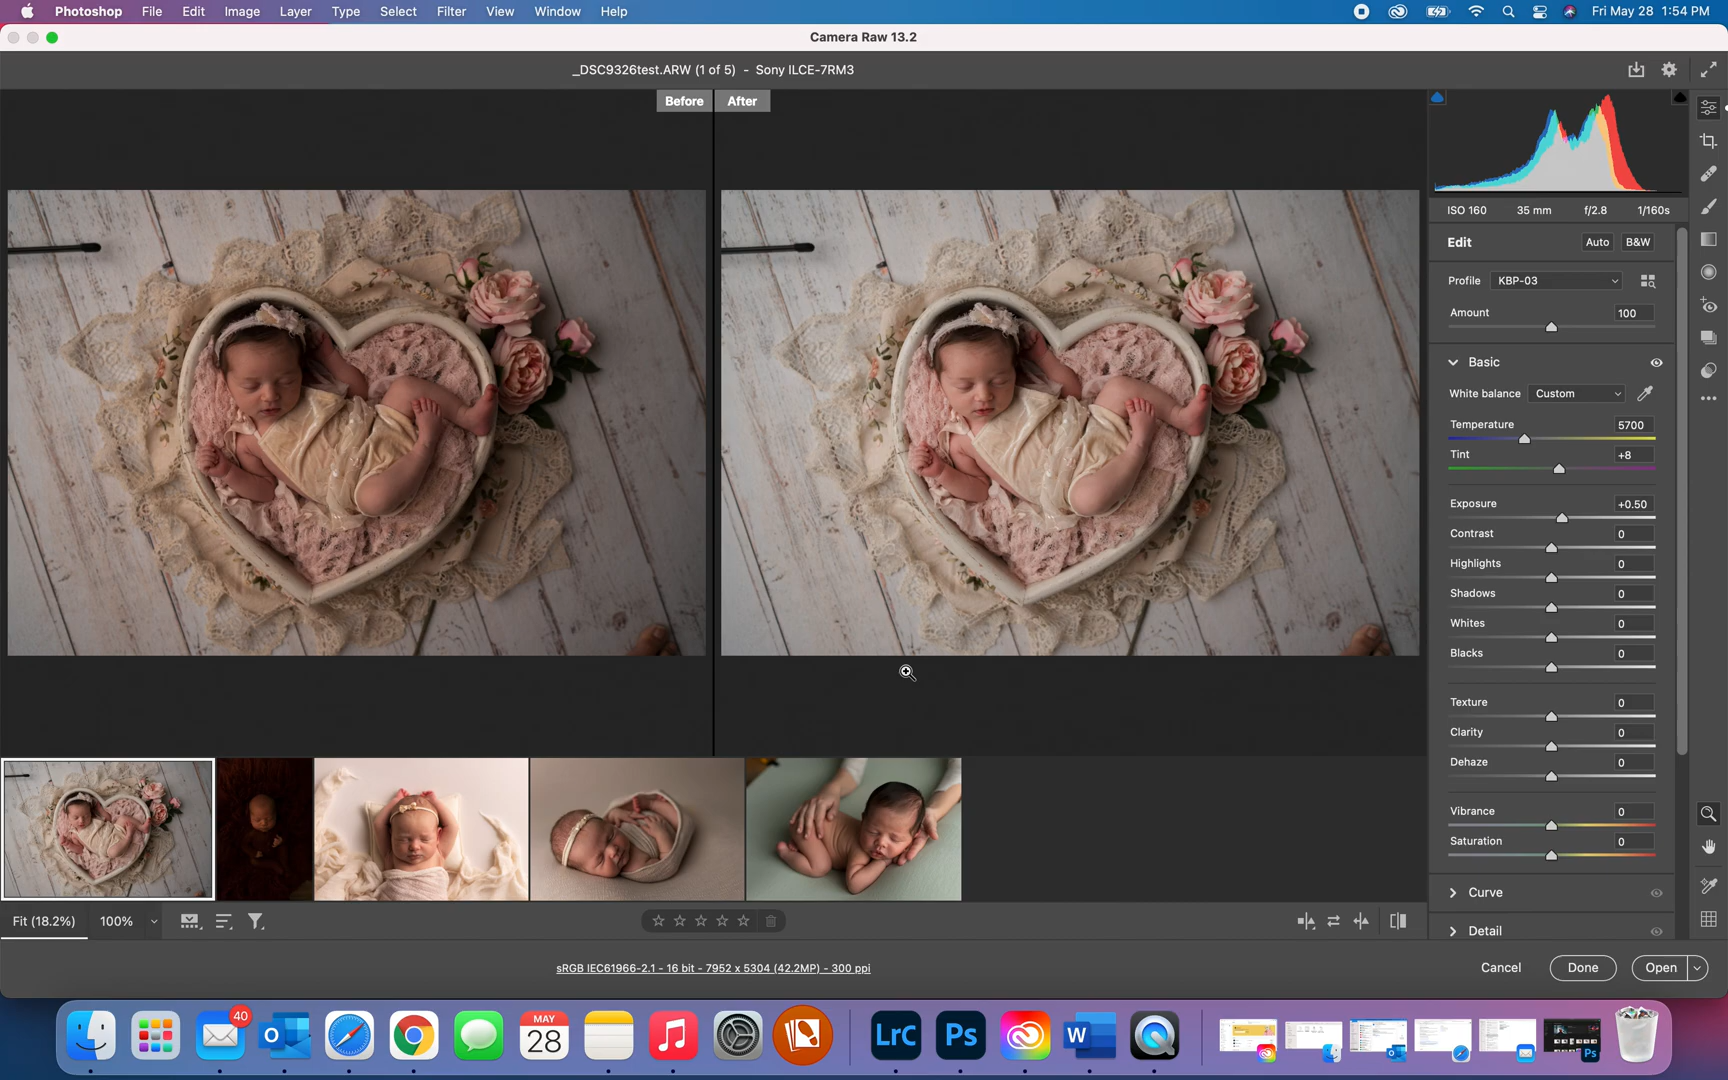 Photoshop File Edit Image Layer Type Select Filter View Window Help Fri May 28 1:54 PM
Camera Raw 13.2
_DSC9326test.ARW (1 of 5) - Sony ILCE-7RM3
Before After
ISO 160 35 mm f/2.8 1/160s
Edit Auto B&W
Profile KBP-03
Amount 100
Basic
White balance Custom
Temperature 5700
Tint +8
Exposure +0.50
Contrast 0
Highlights 0
Shadows 0
Whites 0
Blacks 0
Texture 0
Clarity 0
Dehaze 0
Vibrance 0
Saturation 0
Curve
Detail
Fit (18.2%) 100%
sRGB IEC61966-2.1 - 16 bit - 7952 x 5304 (42.2MP) - 300 ppi
Cancel Done Open
40
MAY
28
LrC Ps W
Ps